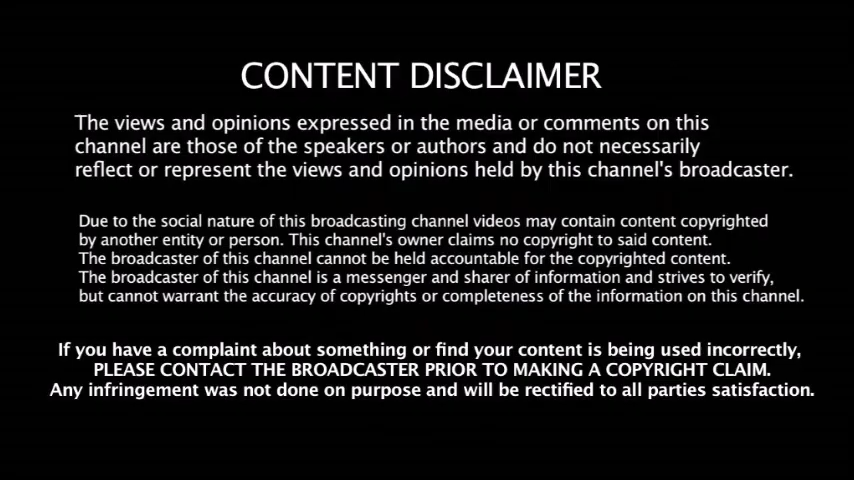 CONTENT DISCLAIMER
The views and opinions expressed in the media or comments on this
channel are those of the speakers or authors and do not necessarily
reflect or represent the views and opinions held by this channel's broadcaster.
Due to the social nature of this broadcasting channel videos may contain content copyrighted
by another entity or person. This channel's owner claims no copyright to said content.
The broadcaster of this channel cannot be held accountable for the copyrighted content.
The broadcaster of this channel is a messenger and sharer of information and strives to verify,
but cannot warrant the accuracy of copyrights or completeness of the information on this channel.
If you have a complaint about something or find your content is being used incorrectly,
PLEASE CONTACT THE BROADCASTER PRIOR TO MAKING A COPYRIGHT CLAIM.
Any infringement was not done on purpose and will be rectified to all parties satisfaction.